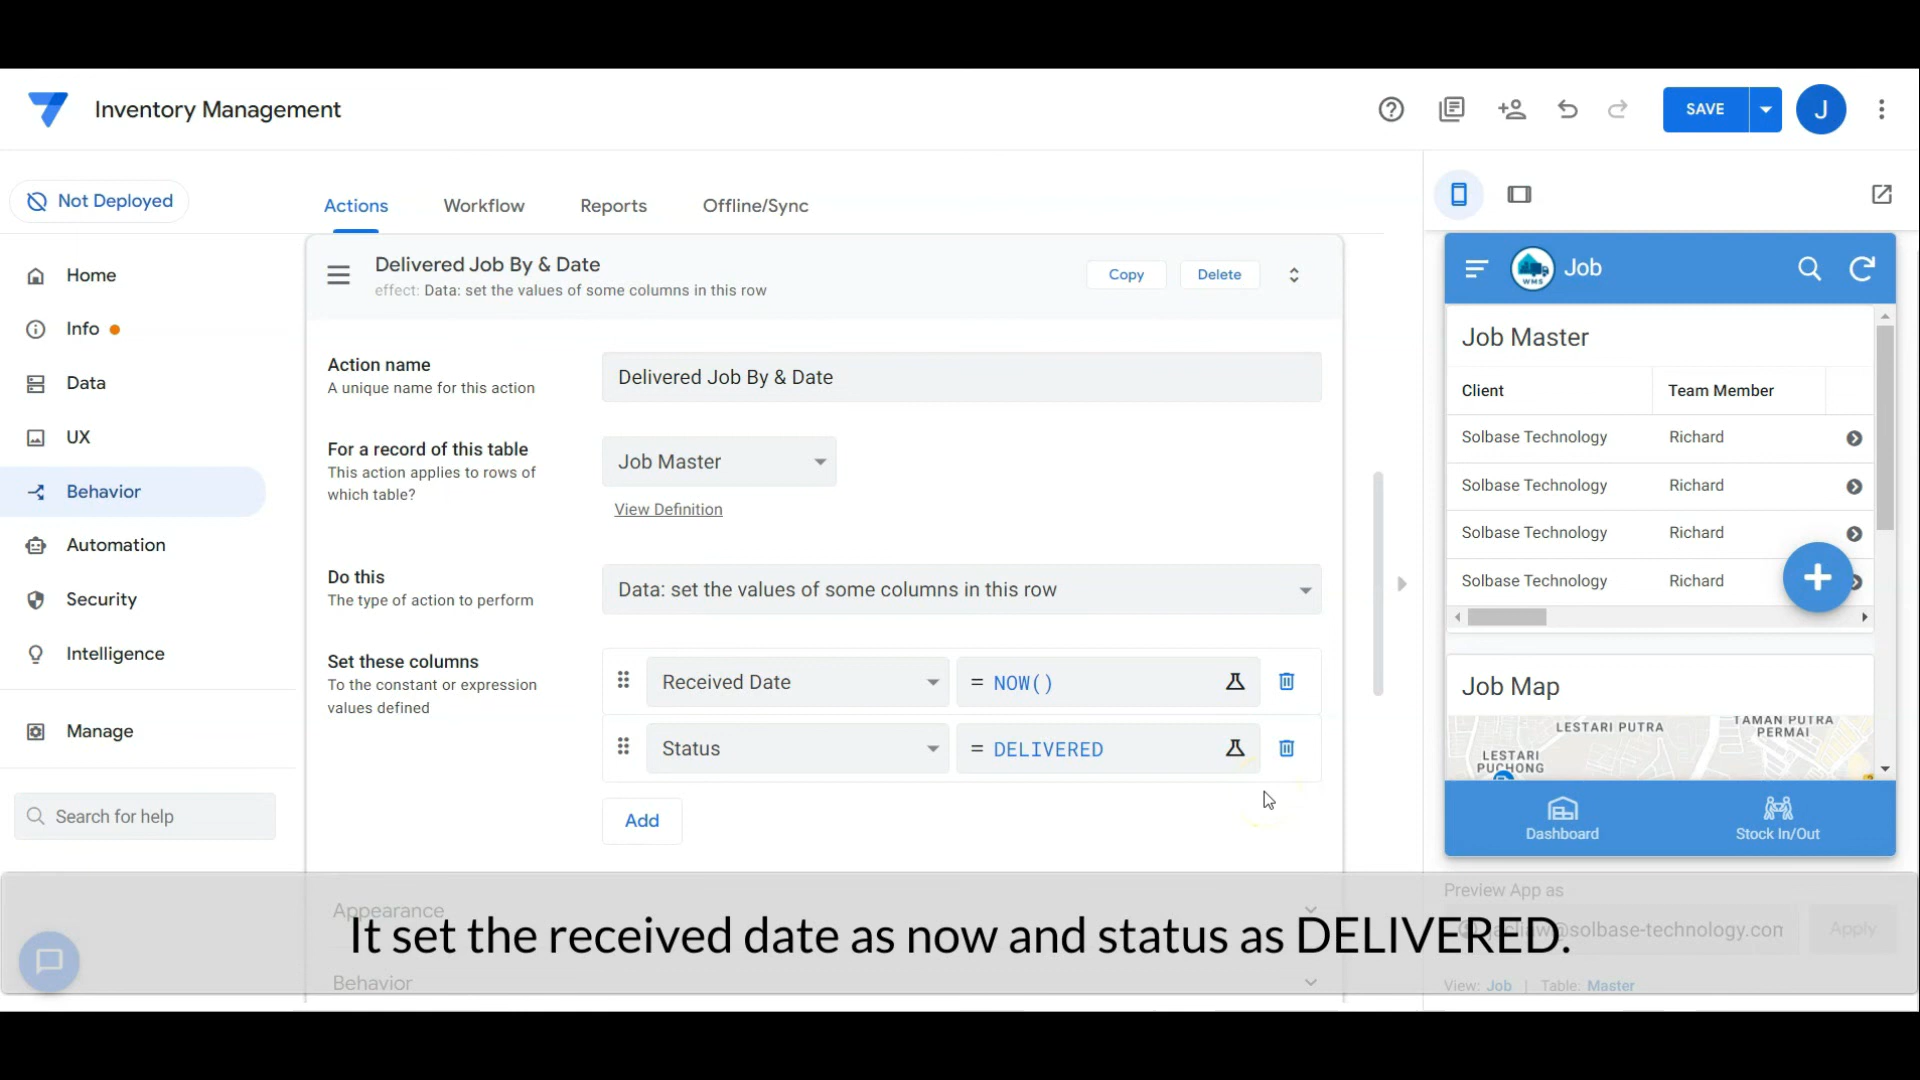 Inventory Management
SAVE
J
Not Deployed
Actions
Workflow
Reports
Offline/Sync
Home
Info
Data
UX
Behavior
Automation
Security
Intelligence
Manage
Search for help
Delivered Job By & Date
effect: Data: set the values of some columns in this row
Copy
Delete
Action name
A unique name for this action
Delivered Job By & Date
For a record of this table
This action applies to rows of
which table?
Job Master
View Definition
Do this
The type of action to perform
Data: set the values of some columns in this row
Set these columns
To the constant or expression
values defined
Received Date
= NOW()
Status
= DELIVERED
Add
Appearance
Behavior
It set the received date as now and status as DELIVERED.
WMS
Job
Job Master
Client
Team Member
Solbase Technology
Richard
Solbase Technology
Richard
Solbase Technology
Richard
Solbase Technology
Richard
Job Map
LESTARI PUTRA
TAMAN PUTRA
PERMAI
LESTARI
PUCHONG
Dashboard
Stock In/Out
Preview App as
@solbase-technology.con
Apply
View: Job | Table: Master